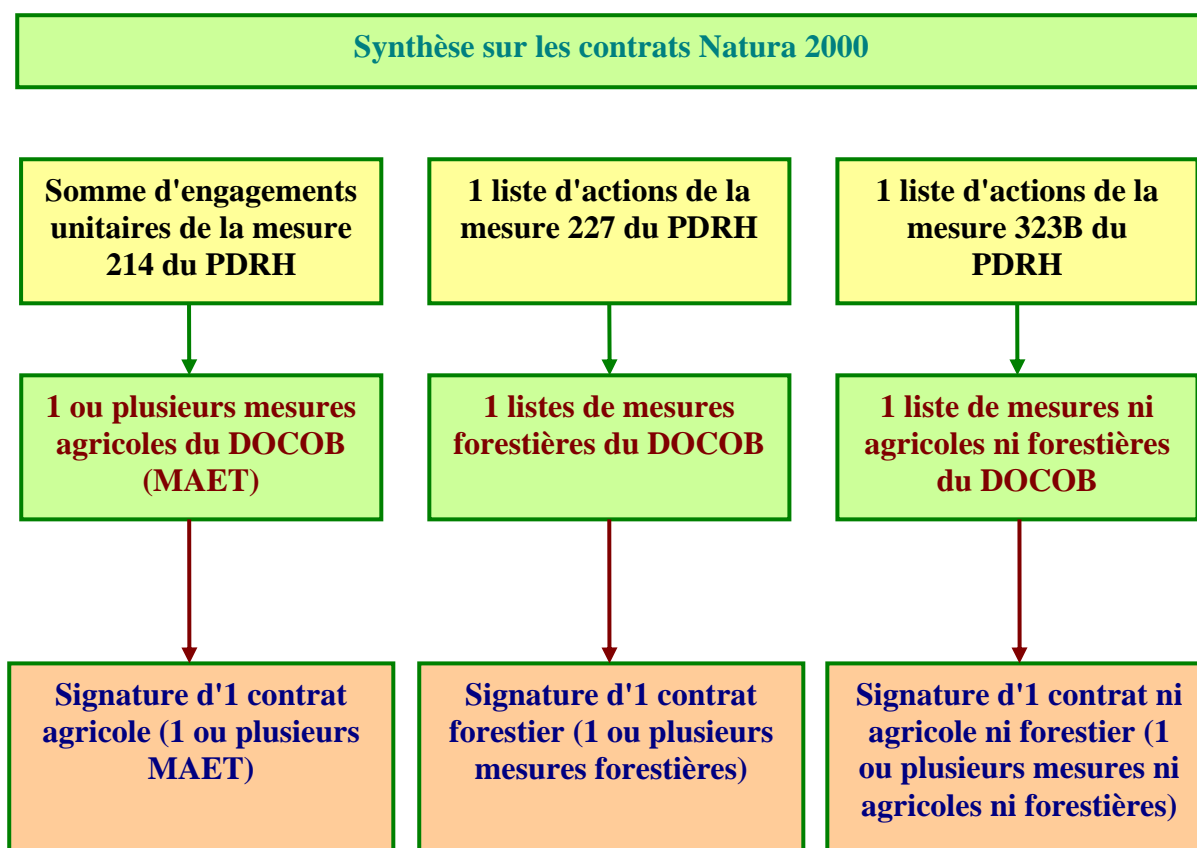 Synthèse sur les contrats Natura 2000
Somme d'engagements
unitaires de la mesure
214 du PDRH
1 liste d'actions de la
mesure 227 du PDRH
1 liste d'actions de la
mesure 323B du
PDRH
1 ou plusieurs mesures
agricoles du DOCOB
(MAET)
1 listes de mesures
forestières du DOCOB
1 liste de mesures ni
agricoles ni forestières
du DOCOB
Signature d'1 contrat
agricole (1 ou plusieurs
MAET)
Signature d'1 contrat
forestier (1 ou plusieurs
mesures forestières)
Signature d'1 contrat ni
agricole ni forestier (1
ou plusieurs mesures ni
agricoles ni forestières)